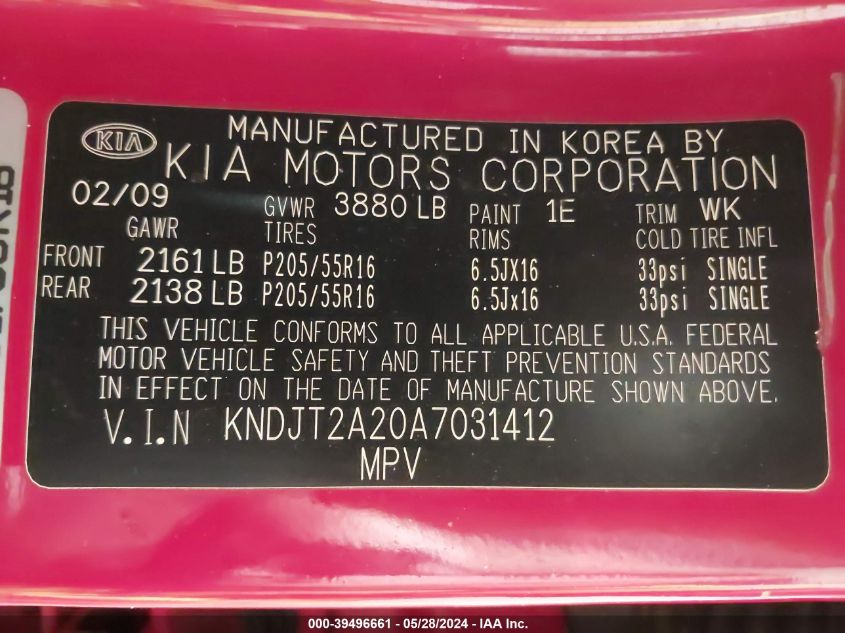 KIA
MANUFACTURED IN KOREA BY
KIA MOTORS CORPORATION
02/09 GVWR 3880 LB PAINT 1E TRIM WK
GAWR TIRES RIMS COLD TIRE INFL
FRONT 2161 LB P205/55R16 6.5JX16 33psi SINGLE
REAR 2138 LB P205/55R16 6.5Jx16 33psi SINGLE
THIS VEHICLE CONFORMS TO ALL APPLICABLE U.S.A. FEDERAL
MOTOR VEHICLE SAFETY AND THEFT PREVENTION STANDARDS
IN EFFECT ON THE DATE OF MANUFACTURE SHOWN ABOVE.
V.I.N KNDJT2A20A7031412
MPV
000-39496661 - 05/28/2024 - IAA Inc.